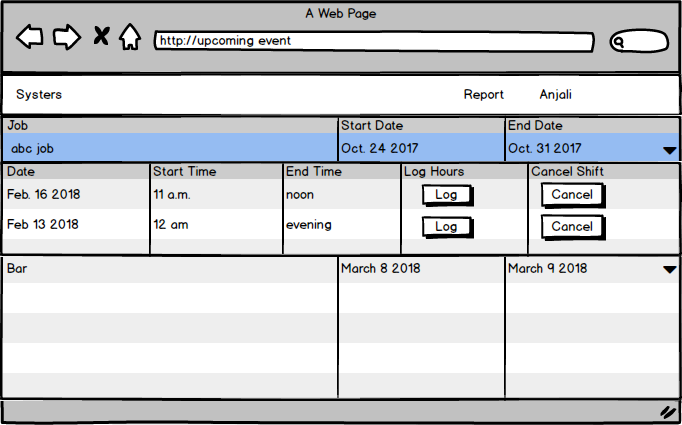 A Web Page
http://upcoming event
Systers Report Anjali
Job Start Date End Date
abc job Oct. 24 2017 Oct. 31 2017
Date Start Time End Time Log Hours Cancel Shift
Feb. 16 2018 11 a.m. noon Log Cancel
Feb 13 2018 12 am evening Log Cancel
Bar March 8 2018 March 9 2018